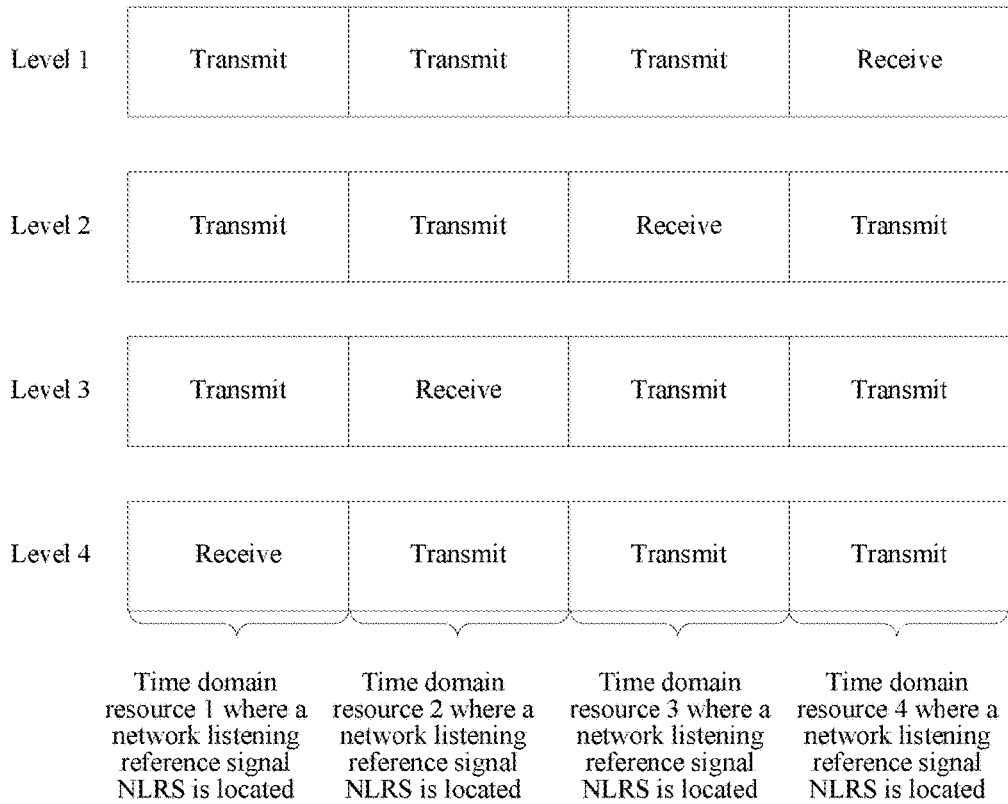 Level 1 Transmit Transmit Transmit Receive
Level 2 Transmit Transmit Receive Transmit
Level 3 Transmit Receive Transmit Transmit
Level 4 Receive Transmit Transmit Transmit
Time domain
resource 1 where a
network listening
reference signal
NLRS is located
Time domain
resource 2 where a
network listening
reference signal
NLRS is located
Time domain
resource 3 where a
network listening
reference signal
NLRS is located
Time domain
resource 4 where a
network listening
reference signal
NLRS is located